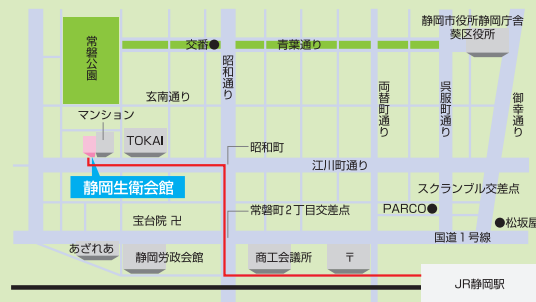 静岡市役所静岡庁舎
葵区役所
常磐公園
交番
青葉通り
昭和通り
両替町通り
呉服町通り
御幸通り
玄南通り
マンション
TOKAI
昭和町
江川町通り
静岡生衛会館
スクランブル交差点
PARCO
常磐町2丁目交差点
宝台院 卍
松坂屋
国道1号線
あざれあ
静岡労政会館
商工会議所
〒
JR静岡駅